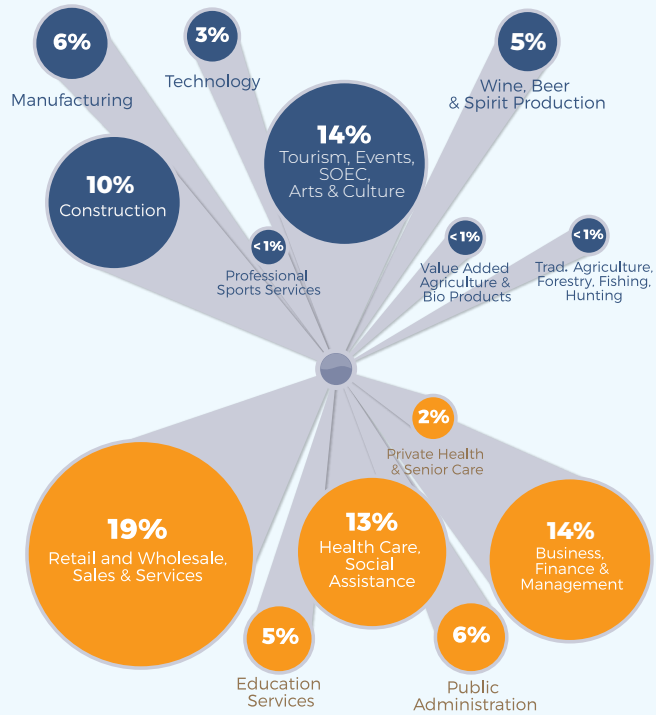 6%
Manufacturing
3%
Technology
5%
Wine, Beer
& Spirit Production
14%
Tourism, Events,
SOEC,
Arts & Culture
10%
Construction
<1%
Professional
Sports Services
<1%
Value Added
Agriculture &
Bio Products
<1%
Trad. Agriculture,
Forestry, Fishing,
Hunting
2%
Private Health
& Senior Care
19%
Retail and Wholesale,
Sales & Services
13%
Health Care,
Social
Assistance
14%
Business,
Finance &
Management
5%
Education
Services
6%
Public
Administration